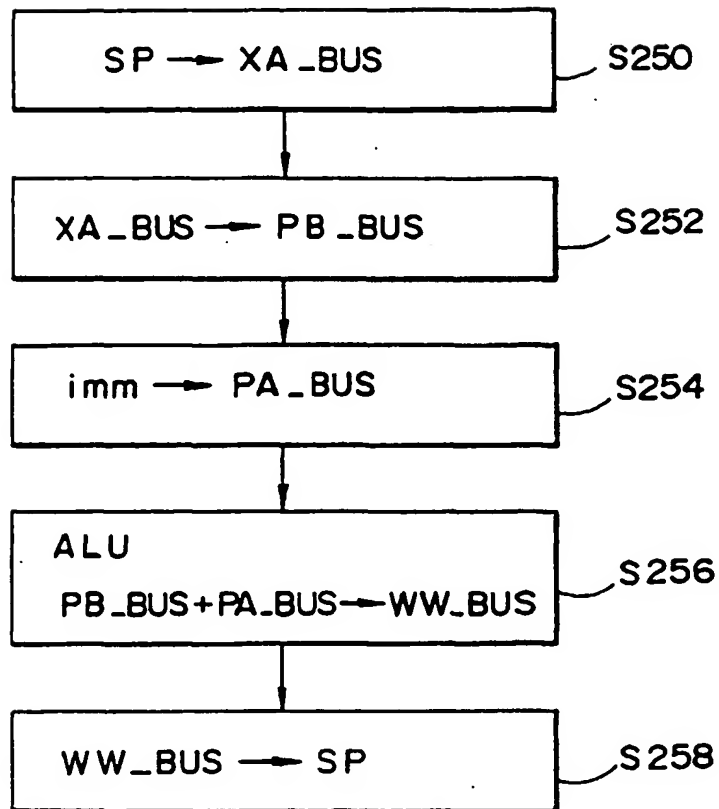 SP → XA_BUS
S250
XA_BUS → PB_BUS
S252
imm → PA_BUS
S254
ALU
PB_BUS+PA_BUS→WW_BUS
S256
WW_BUS → SP
S258